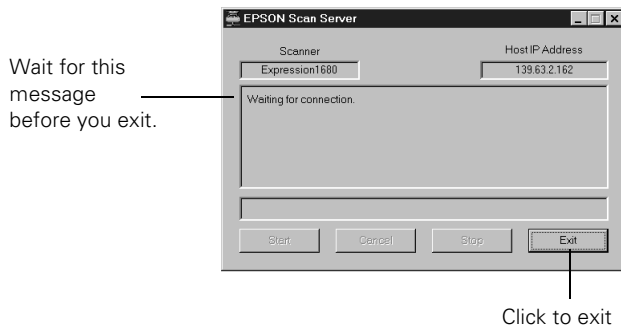 EPSON Scan Server
Scanner
Host IP Address
Expression1680
139.63.2.162
Wait for this
message
before you exit.
Waiting for connection.
Start
Cancel
Stop
Exit
Click to exit